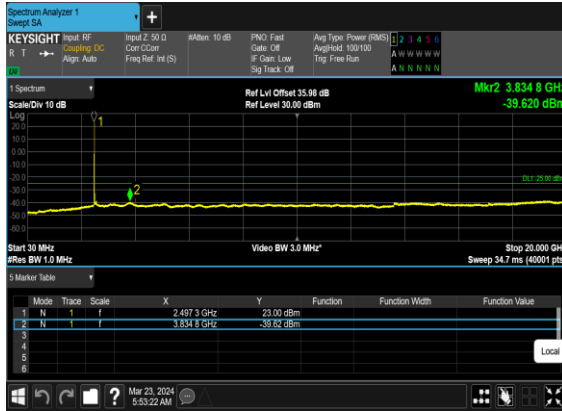 Spectrum Analyzer 1
Swept SA
+
KEYSIGHT
R T
Input: RF
Coupling: DC
Align: Auto
Input Z: 50 Ω
Corr CCorr
Freq Ref: Int (S)
#Atten: 10 dB
PNO: Fast
Gate: Off
IF Gain: Low
Sig Track: Off
Avg Type: Power (RMS)
Avg|Hold: 100/100
Trig: Free Run
1 2 3 4 5 6
A W W W W W
A N N N N N
LU
1 Spectrum
Scale/Div 10 dB
Ref Lvl Offset 35.98 dB
Ref Level 30.00 dBm
Mkr2 3.834 8 GHz
-39.620 dBm
Log
20.0
10.0
0.00
-10.0
-20.0
-30.0
-40.0
-50.0
-60.0
1
2
DL1 -25.00 dBm
Start 30 MHz
#Res BW 1.0 MHz
Video BW 3.0 MHz*
Stop 20.000 GHz
Sweep 34.7 ms (40001 pts)
5 Marker Table
Mode Trace Scale X Y Function Function Width Function Value
1 N 1 f 2.497 3 GHz 23.00 dBm
2 N 1 f 3.834 8 GHz -39.62 dBm
3
4
5
6
Local
?
Mar 23, 2024
5:53:22 AM